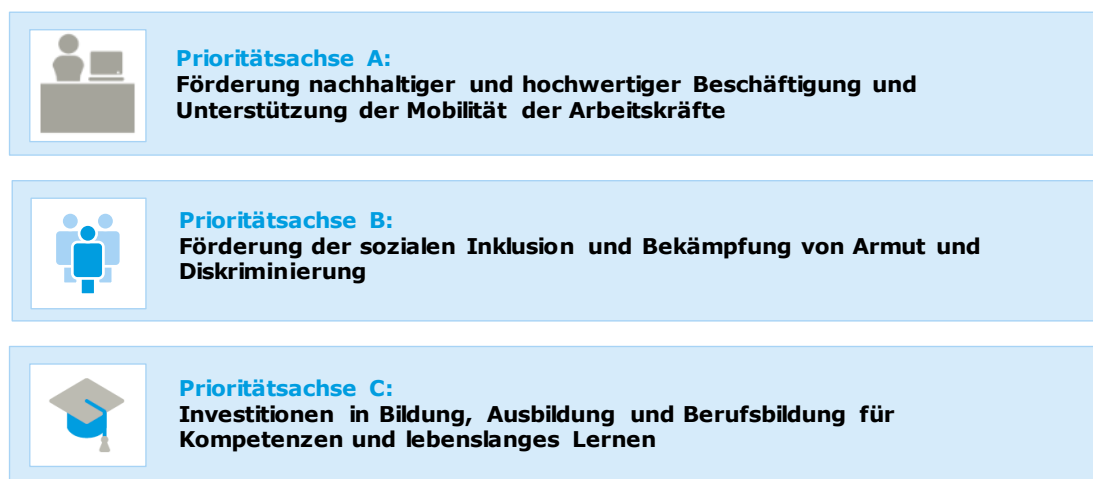 Prioritätsachse A:
Förderung nachhaltiger und hochwertiger Beschäftigung und
Unterstützung der Mobilität der Arbeitskräfte
Prioritätsachse B:
Förderung der sozialen Inklusion und Bekämpfung von Armut und
Diskriminierung
Prioritätsachse C:
Investitionen in Bildung, Ausbildung und Berufsbildung für
Kompetenzen und lebenslanges Lernen